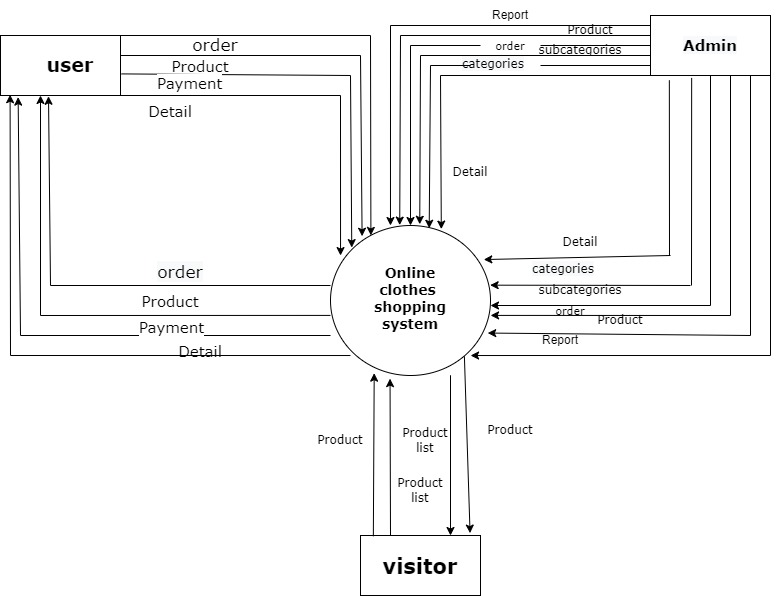 Report
Product
order
subcategories
categories
Admin
user
order
Product
Payment
Detail
Detail
Detail
categories
subcategories
order
Product
Report
Online
clothes
shopping
system
order
Product
Payment
Detail
Product
Product
list
Product
Product
list
visitor